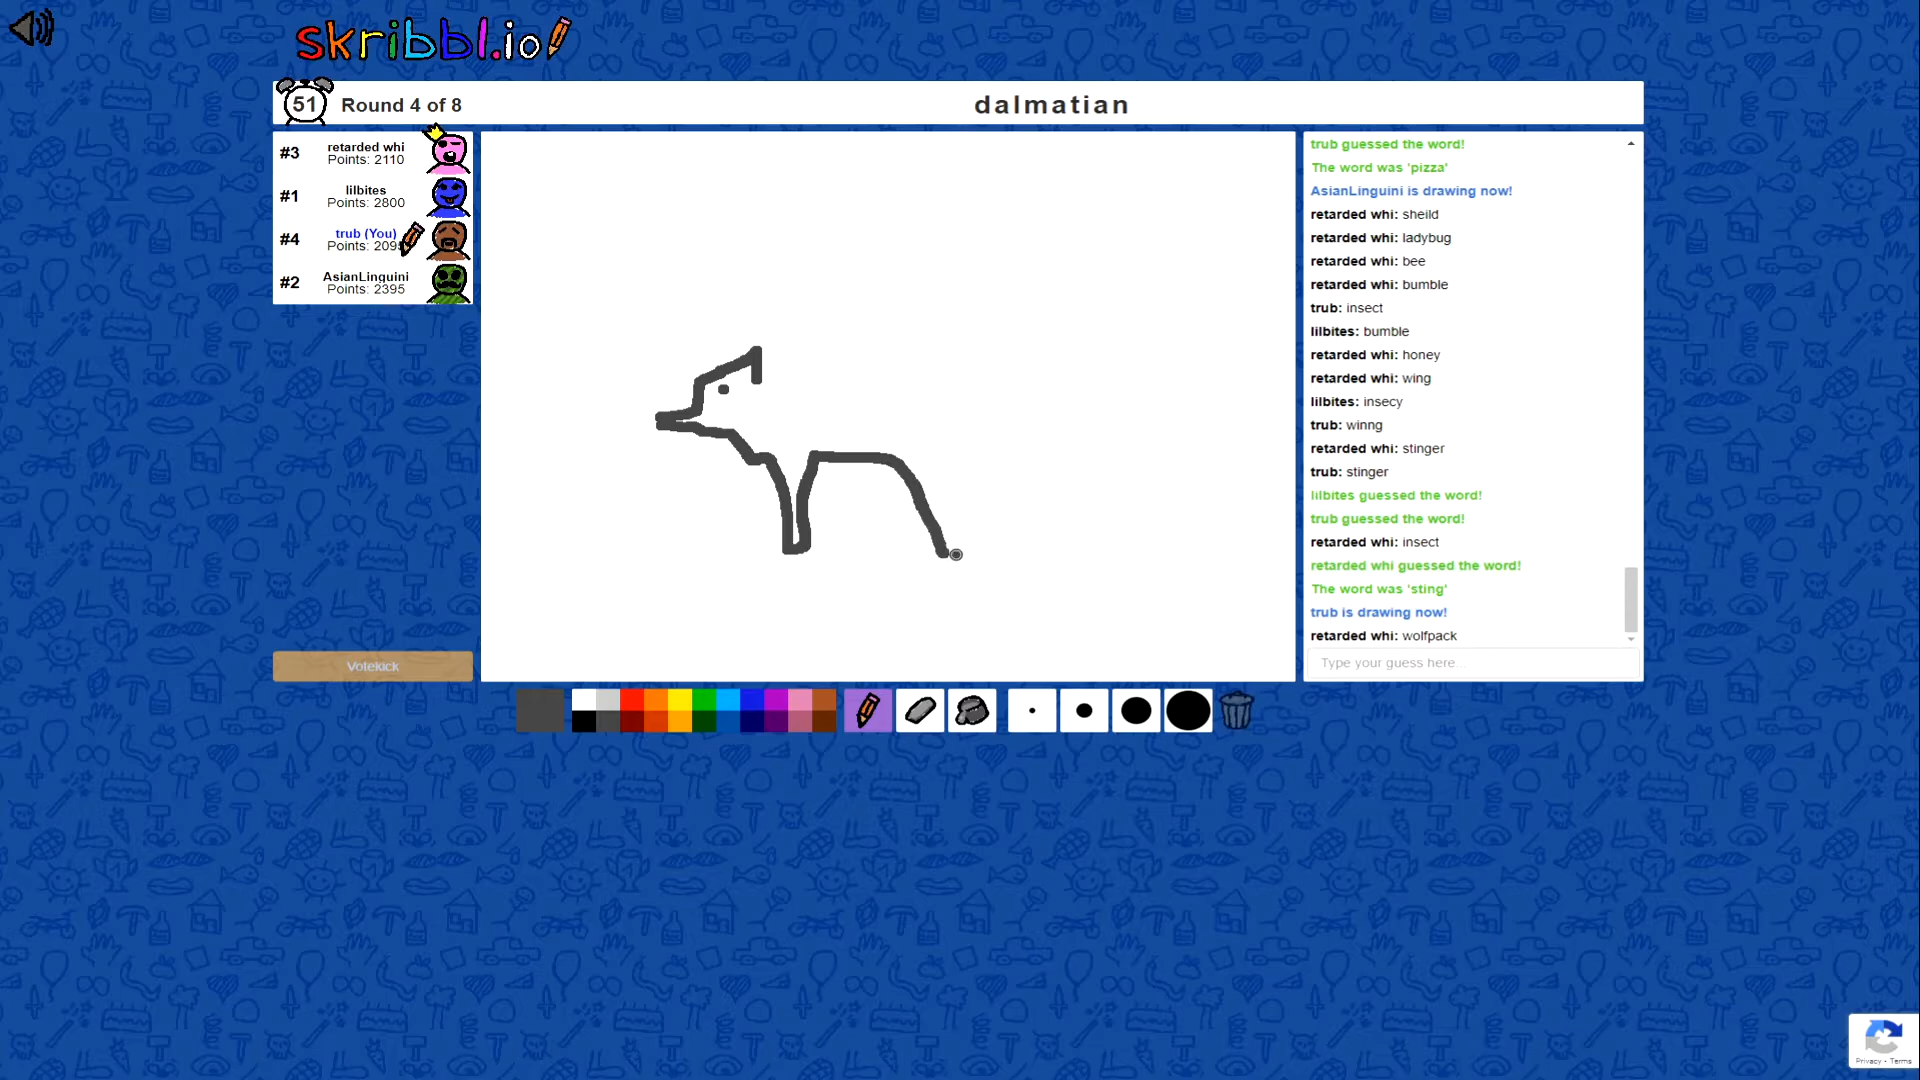 skribbl.io
51 Round 4 of 8
dalmatian
#3 retarded whi
Points: 2110
#1 lilbites
Points: 2800
#4 trub (You)
Points: 2095
#2 AsianLinguini
Points: 2395
Votekick
trub guessed the word!
The word was 'pizza'
AsianLinguini is drawing now!
retarded whi: sheild
retarded whi: ladybug
retarded whi: bee
retarded whi: bumble
trub: insect
lilbites: bumble
retarded whi: honey
retarded whi: wing
lilbites: insecy
trub: winng
retarded whi: stinger
trub: stinger
lilbites guessed the word!
trub guessed the word!
retarded whi: insect
retarded whi guessed the word!
The word was 'sting'
trub is drawing now!
retarded whi: wolfpack
Type your guess here...
Privacy - Terms